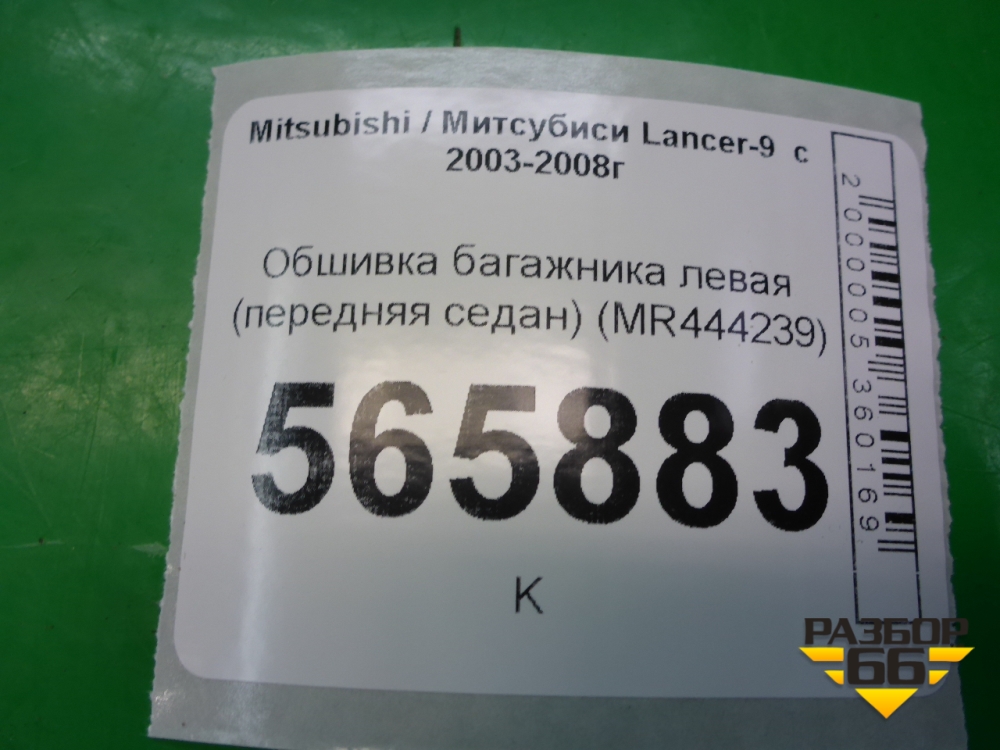 Mitsubishi / Митсубиси Lancer-9 с
2003-2008г
Обшивка багажника левая
(передняя седан) (MR444239)
565883
К
2000005360169
РАЗБОР
66